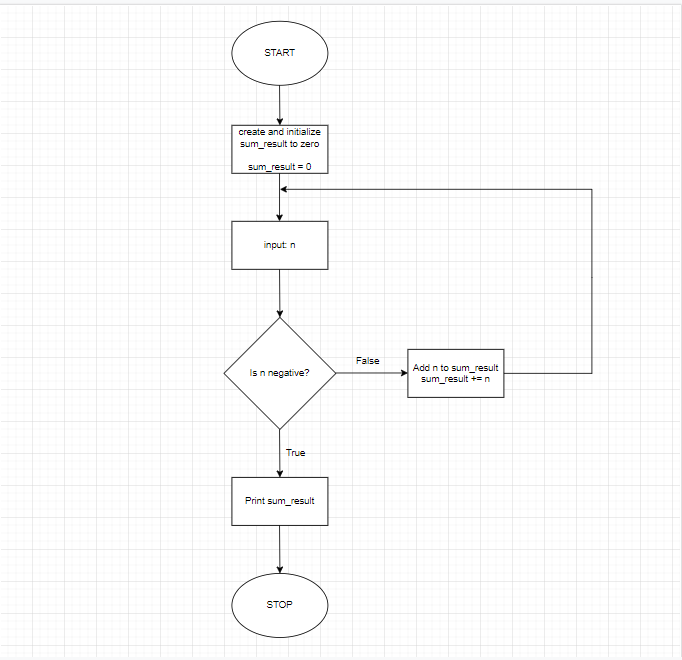 START
create and initialize
sum_result to zero
sum_result = 0
input: n
Is n negative?
False
Add n to sum_result
sum_result += n
True
Print sum_result
STOP